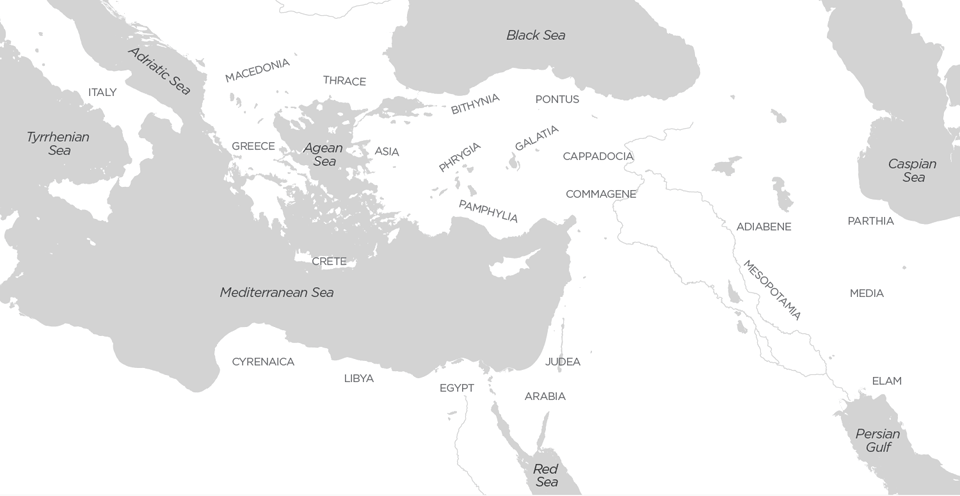 Black Sea
Adriatic Sea
MACEDONIA
THRACE
ITALY
BITHYNIA
PONTUS
Tyrrhenian
Sea
GREECE
Agean
Sea
ASIA
PHRYGIA
GALATIA
CAPPADOCIA
Caspian
Sea
COMMAGENE
PAMPHYLIA
ADIABENE
PARTHIA
CRETE
Mediterranean Sea
MESOPOTAMIA
MEDIA
CYRENAICA
LIBYA
EGYPT
JUDEA
ARABIA
ELAM
Persian
Gulf
Red
Sea